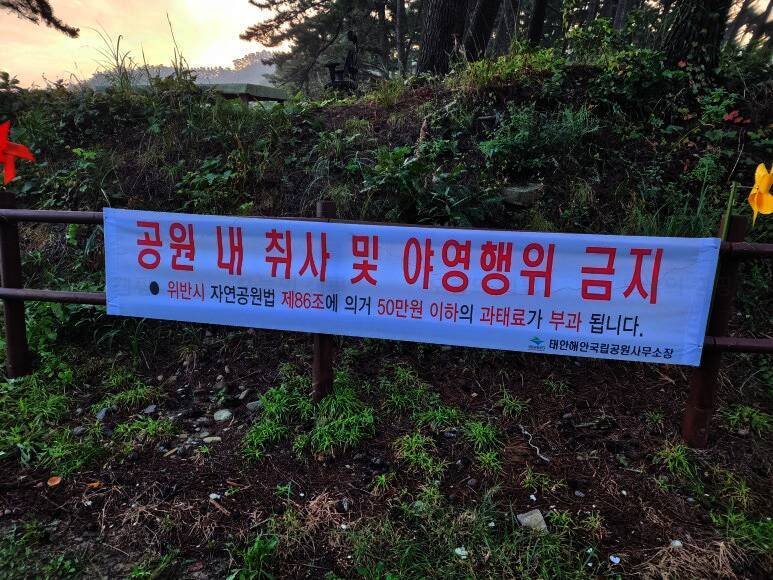 공원 내 취사 및 야영행위 금지
● 위반시 자연공원법 제86조에 의거 50만원 이하의 과태료가 부과 됩니다.
태안해안국립공원사무소장